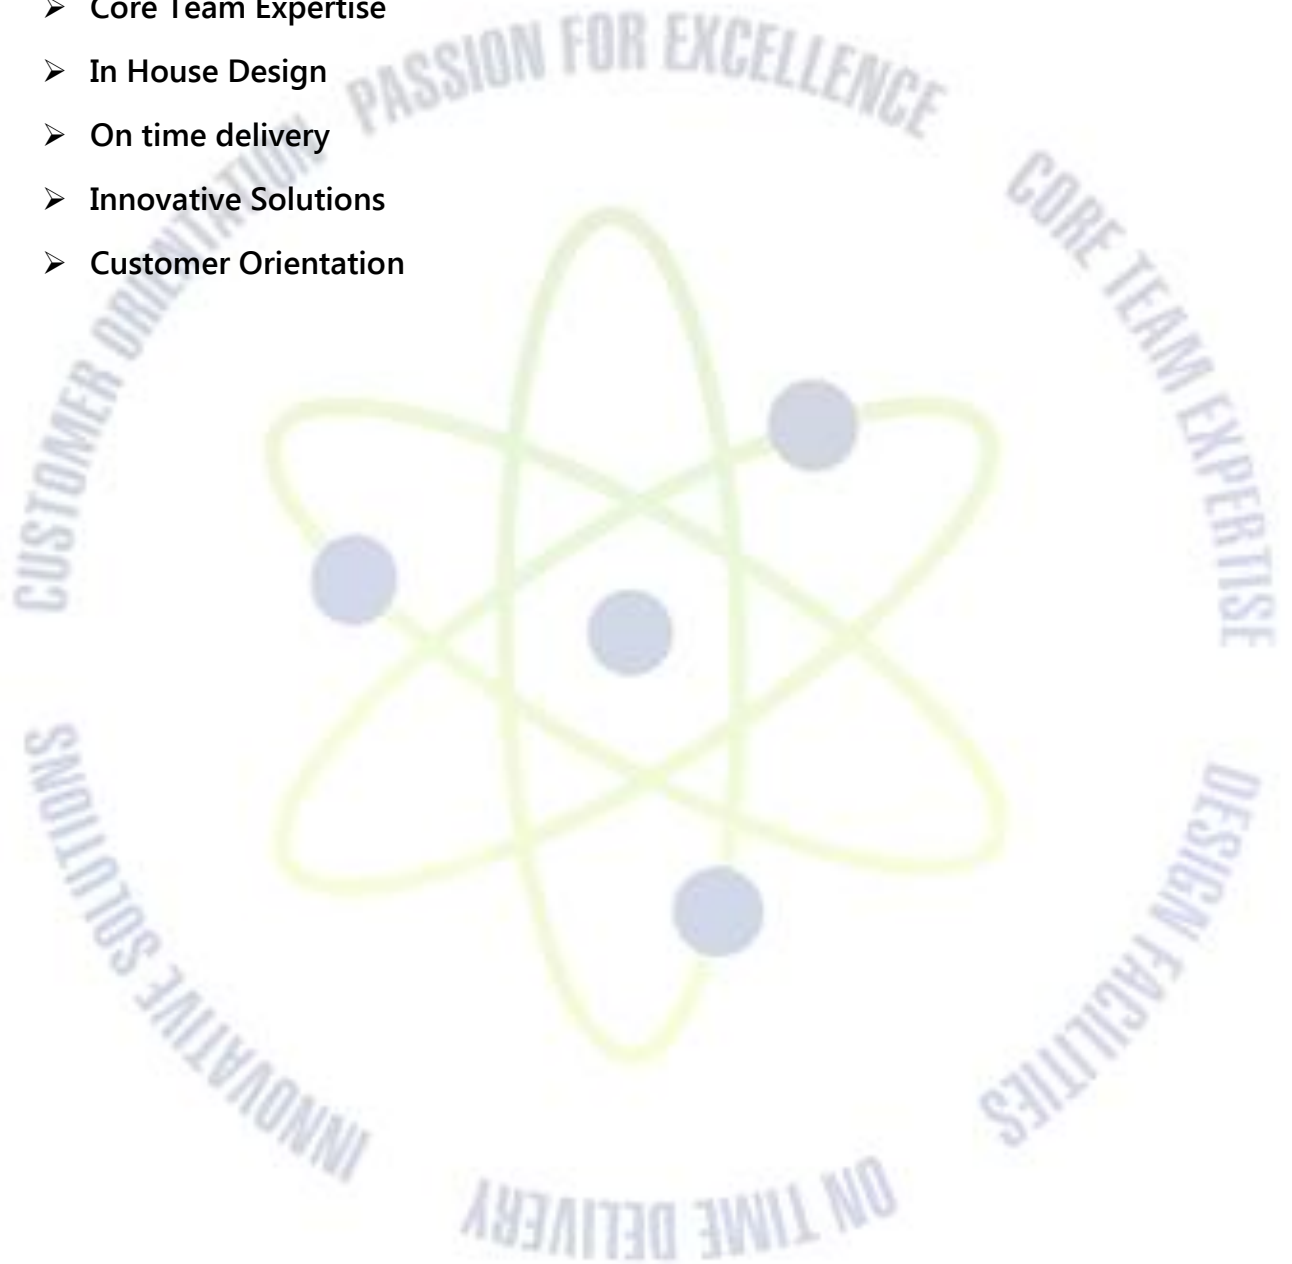 ➢ Core Team Expertise
➢ In House Design
➢ On time delivery
➢ Innovative Solutions
➢ Customer Orientation
PASSION FOR EXCELLENCE
CORE TEAM EXPERTISE
DESIGN FACILITIES
ON TIME DELIVERY
INNOVATIVE SOLUTIONS
CUSTOMER ORIENTATION